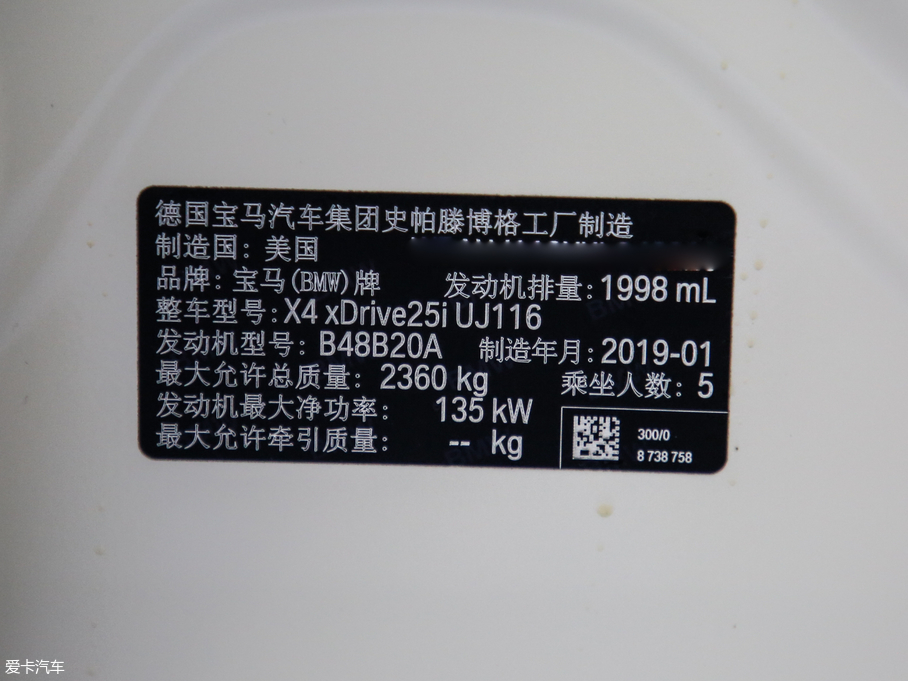 德国宝马汽车集团史帕滕博格工厂制造
制造国：美国
品牌：宝马(BMW)牌 发动机排量：1998 mL
整车型号：X4 xDrive25i UJ116
发动机型号：B48B20A 制造年月：2019-01
最大允许总质量：2360 kg 乘坐人数：5
发动机最大净功率：135 kW
最大允许牵引质量：-- kg
300/0
8 738 758
爱卡汽车